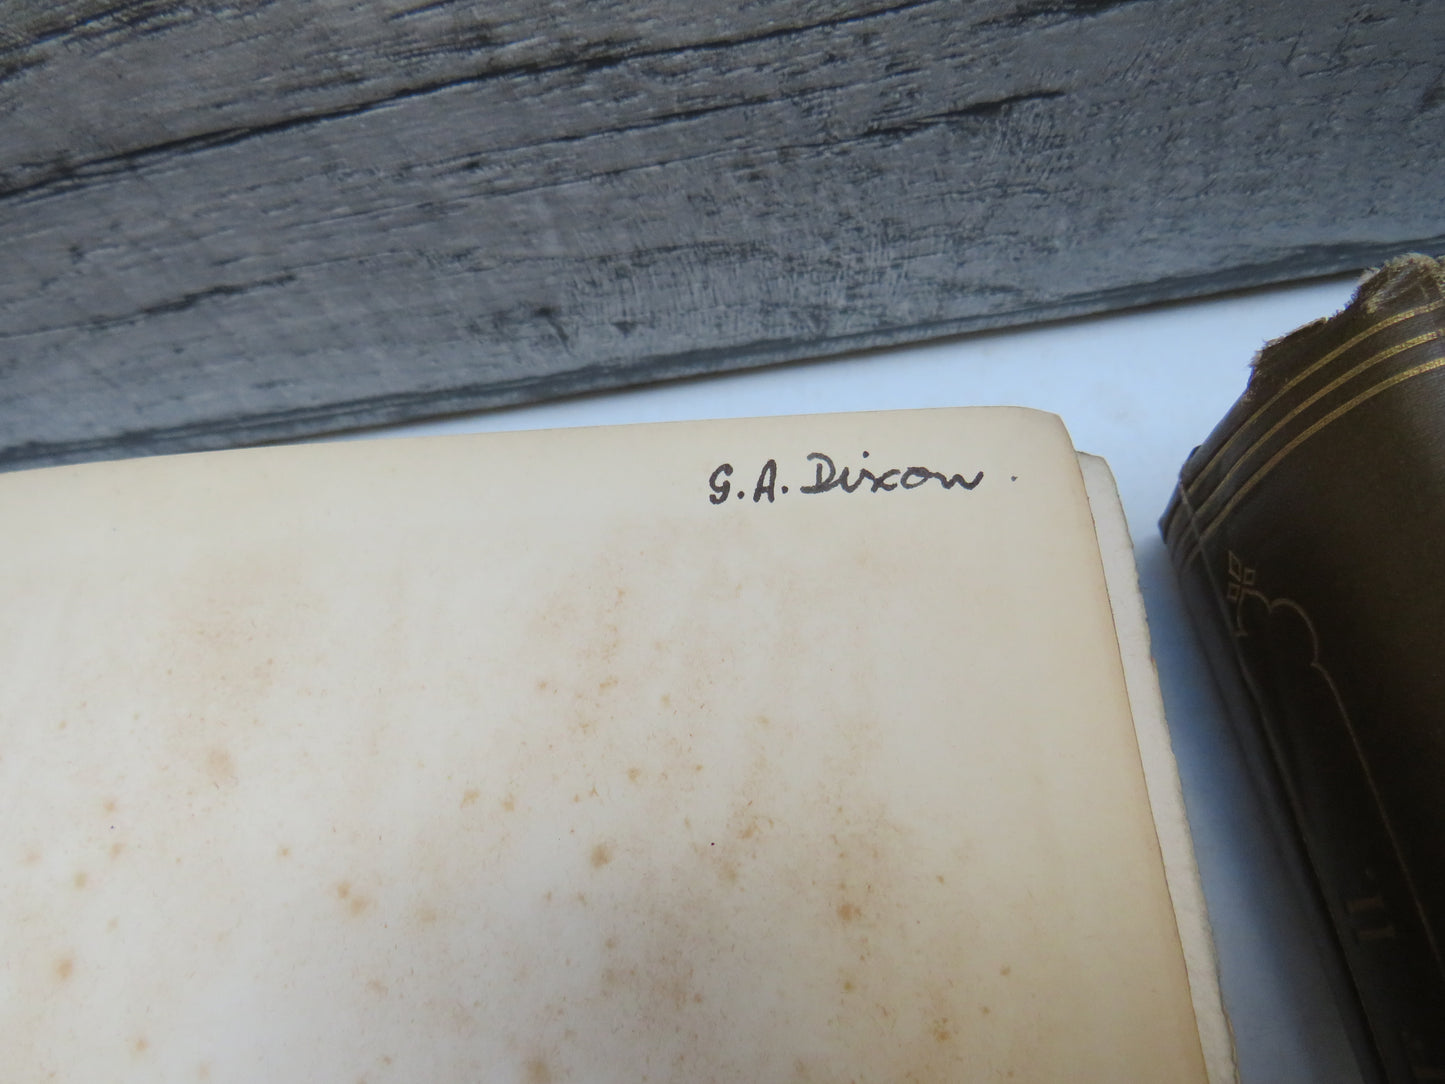 G. A. Dixon .